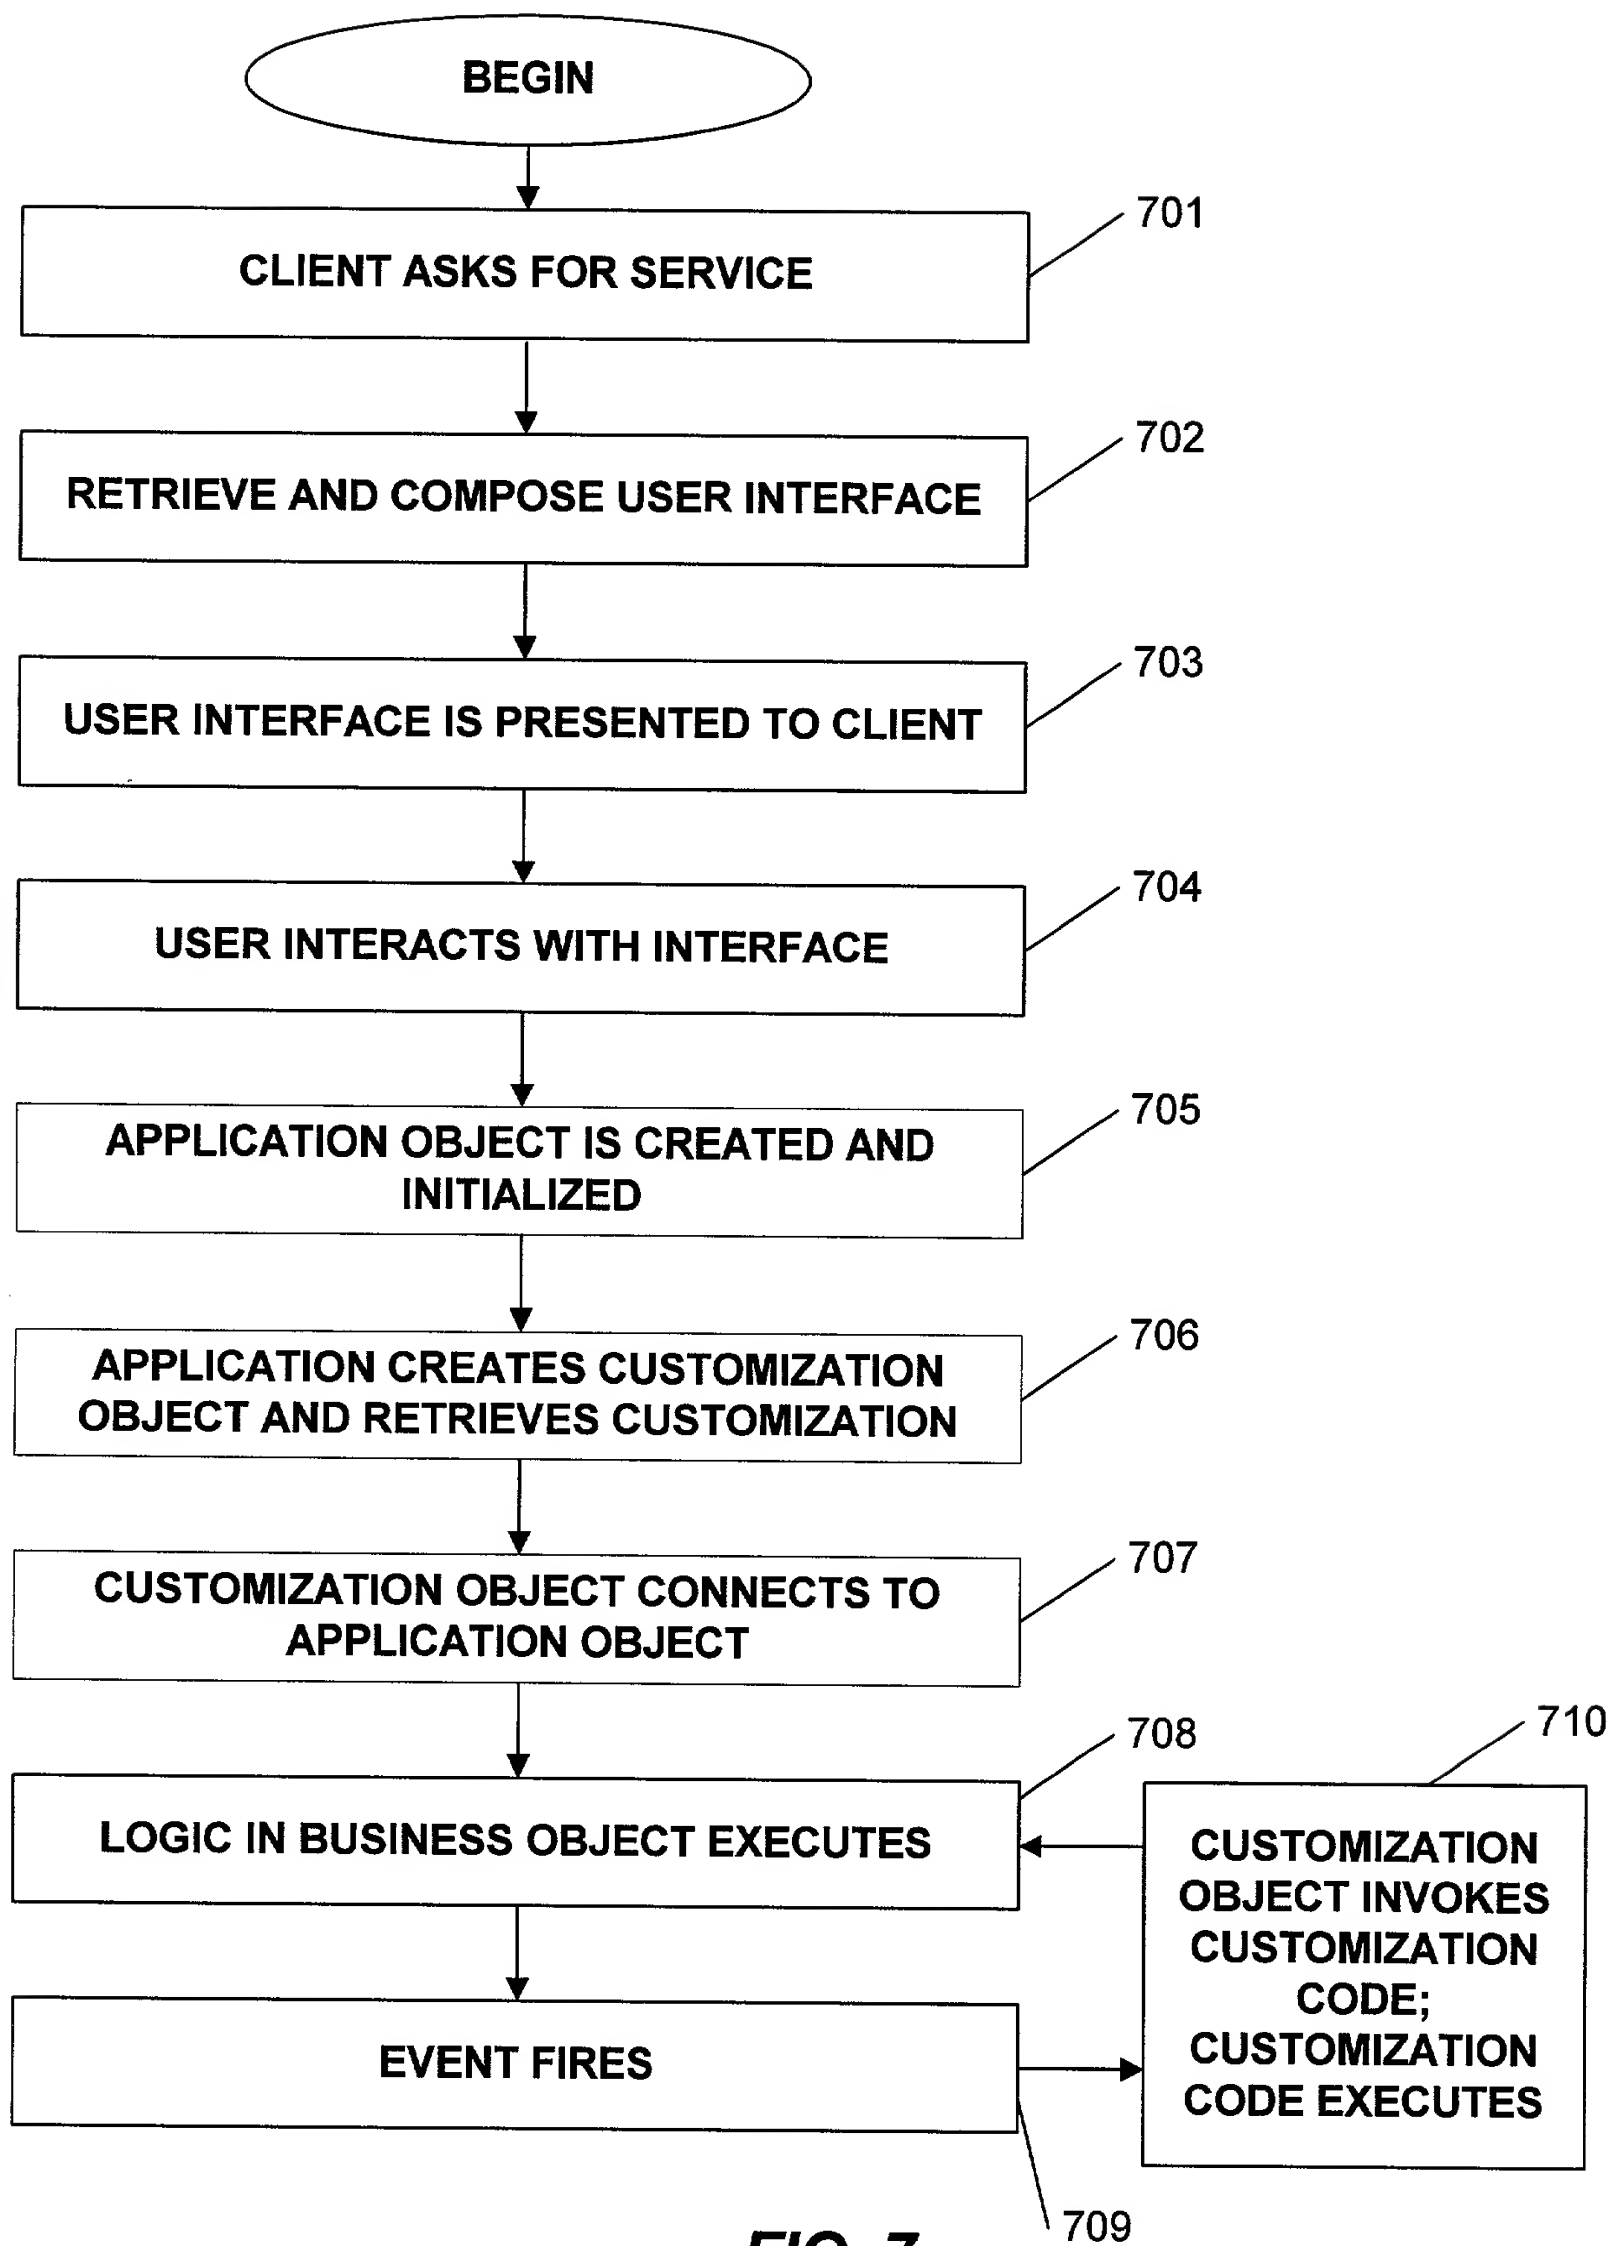 BEGIN
701
CLIENT ASKS FOR SERVICE
702
RETRIEVE AND COMPOSE USER INTERFACE
703
USER INTERFACE IS PRESENTED TO CLIENT
704
USER INTERACTS WITH INTERFACE
705
APPLICATION OBJECT IS CREATED AND
INITIALIZED
706
APPLICATION CREATES CUSTOMIZATION
OBJECT AND RETRIEVES CUSTOMIZATION
707
CUSTOMIZATION OBJECT CONNECTS TO
APPLICATION OBJECT
708
LOGIC IN BUSINESS OBJECT EXECUTES
710
CUSTOMIZATION
OBJECT INVOKES
CUSTOMIZATION
CODE;
CUSTOMIZATION
CODE EXECUTES
EVENT FIRES
709
FIG. 7